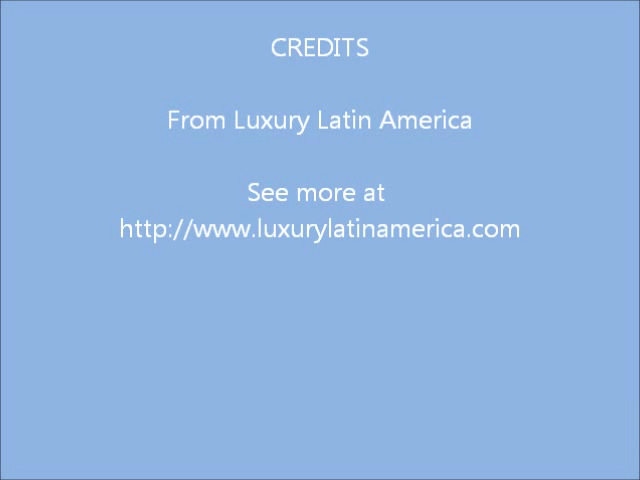 CREDITS
From Luxury Latin America
See more at
http://www.luxurylatinamerica.com